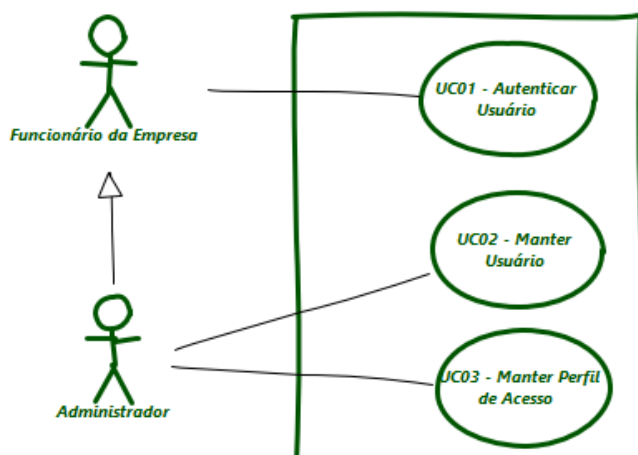 UC01 - Autenticar
Usuário
Funcionário da Empresa
UC02 - Manter
Usuário
UC03 - Manter Perfil
de Acesso
Administrador